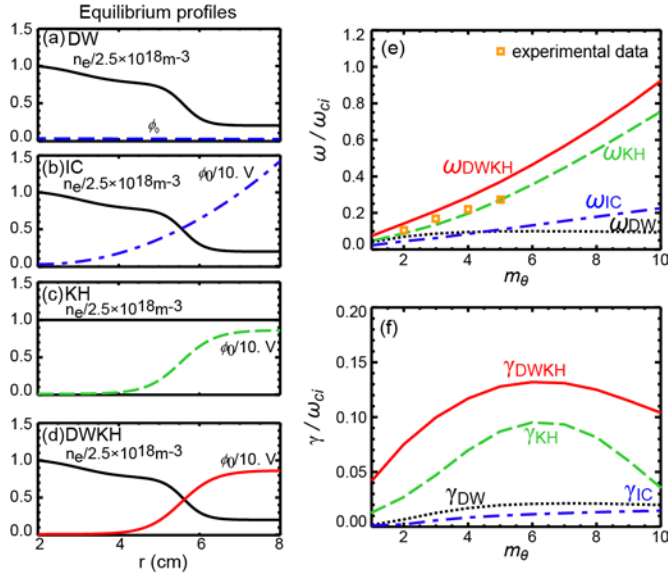 Equilibrium profiles
(a) DW
ne/2.5×10^18m-3
ϕ0
1.5
1.0
0.5
0.0
(b) IC
ne/2.5×10^18m-3
ϕ0/10. V
1.5
1.0
0.5
0.0
(c) KH
ne/2.5×10^18m-3
ϕ0/10. V
1.5
1.0
0.5
0.0
(d) DWKH
ne/2.5×10^18m-3
ϕ0/10. V
1.5
1.0
0.5
0.0
2 4 6 8
r (cm)
(e)
experimental data
ω / ωci
1.2
1.0
0.8
0.6
0.4
0.2
0.0
ωDWKH
ωKH
ωIC
ωDW
2 4 6 8 10
mθ
(f)
γ / ωci
0.20
0.15
0.10
0.05
0.00
γDWKH
γKH
γDW
γIC
2 4 6 8 10
mθ